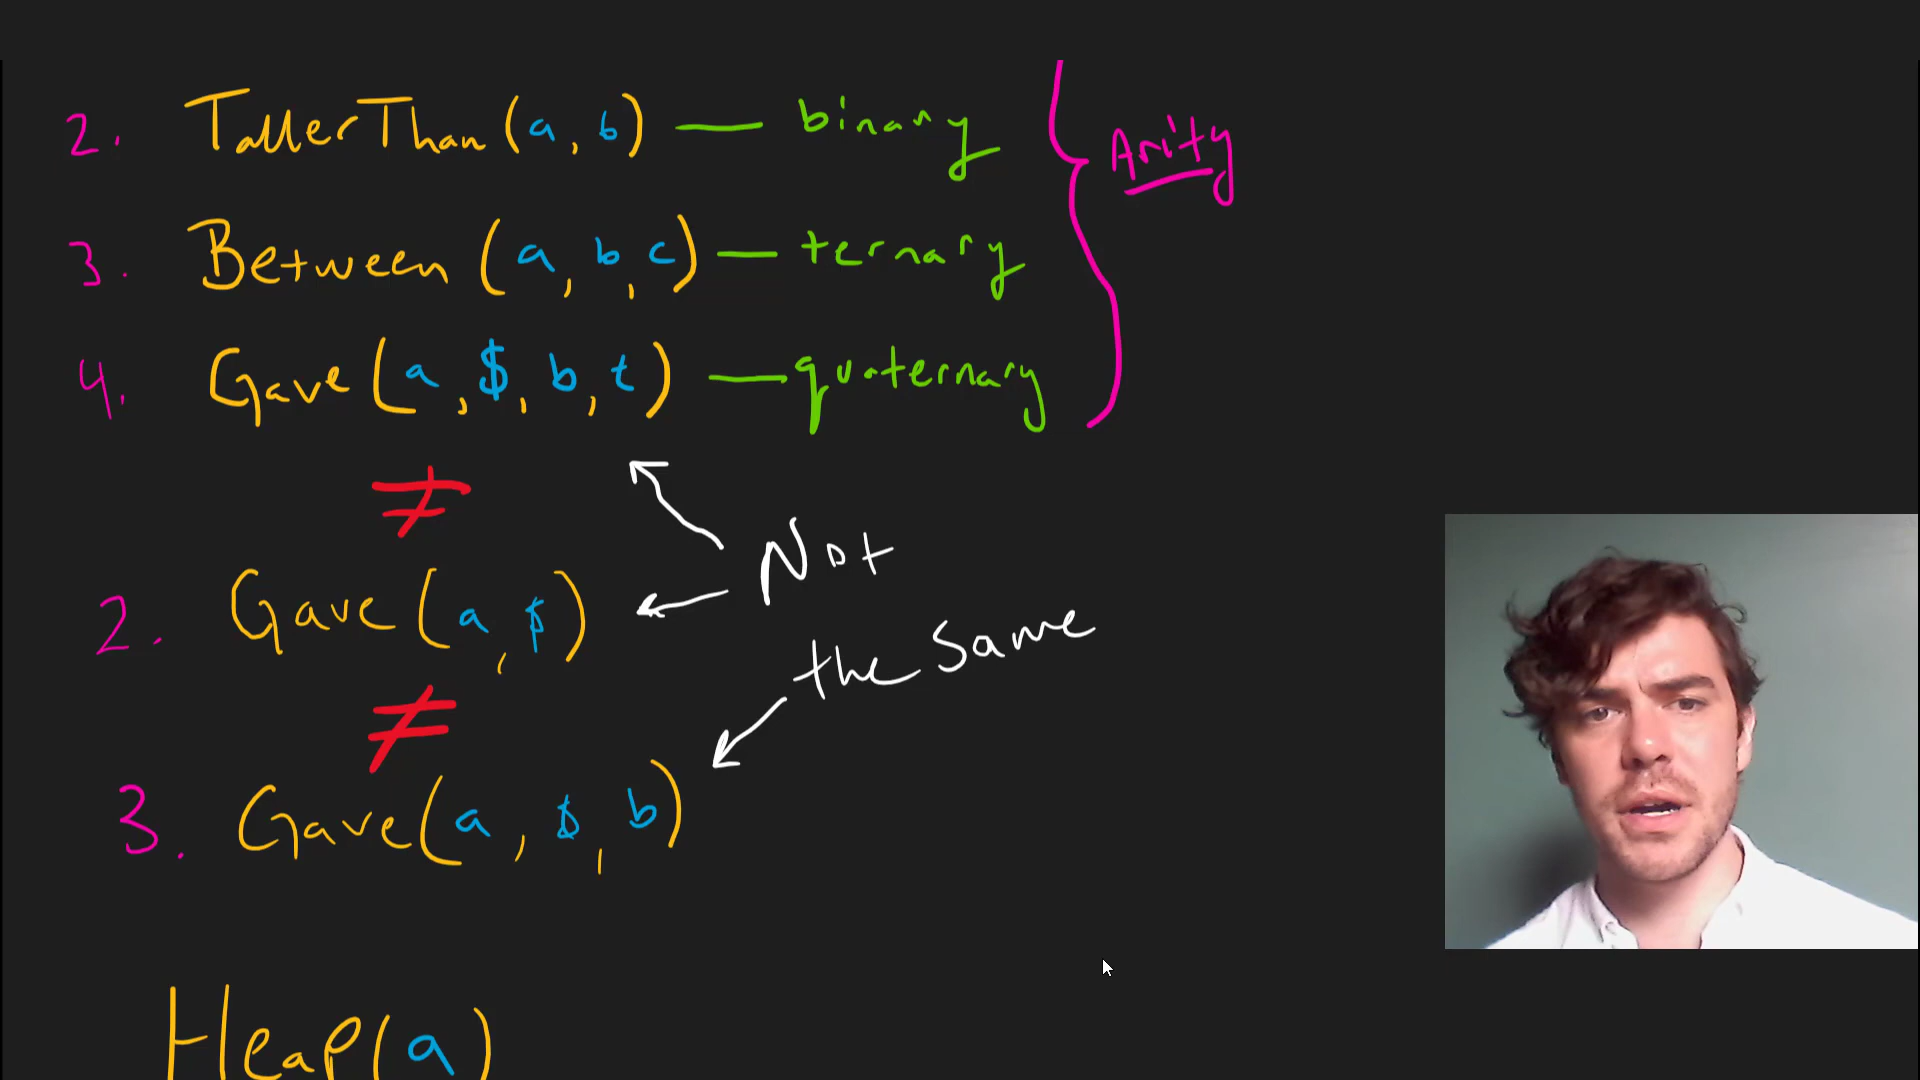 2. TallerThan(a, b) — binary
Arity
3. Between(a, b, c) — ternary
4. Gave(a, $, b, t) — quaternary
≠
Not
2. Gave(a, $)
the same
≠
3. Gave(a, $, b)
Heap(a)